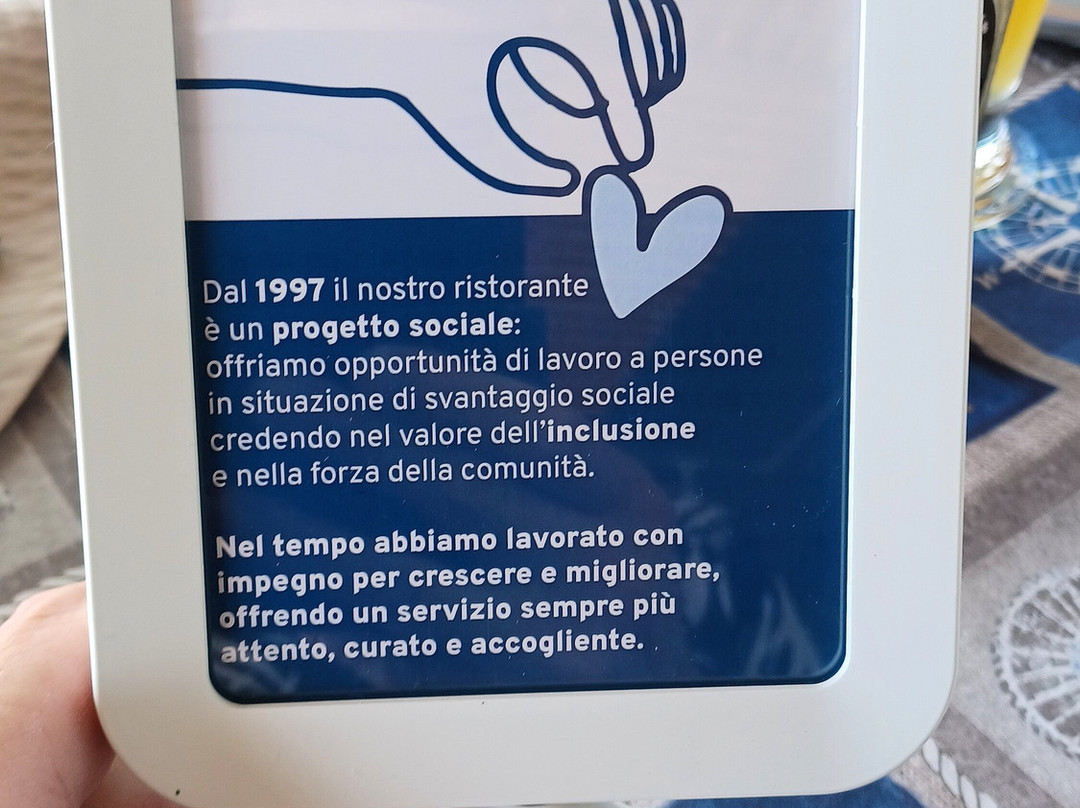 Dal 1997 il nostro ristorante
è un progetto sociale:
offriamo opportunità di lavoro a persone
in situazione di svantaggio sociale
credendo nel valore dell'inclusione
e nella forza della comunità.
Nel tempo abbiamo lavorato con
impegno per crescere e migliorare,
offrendo un servizio sempre più
attento, curato e accogliente.